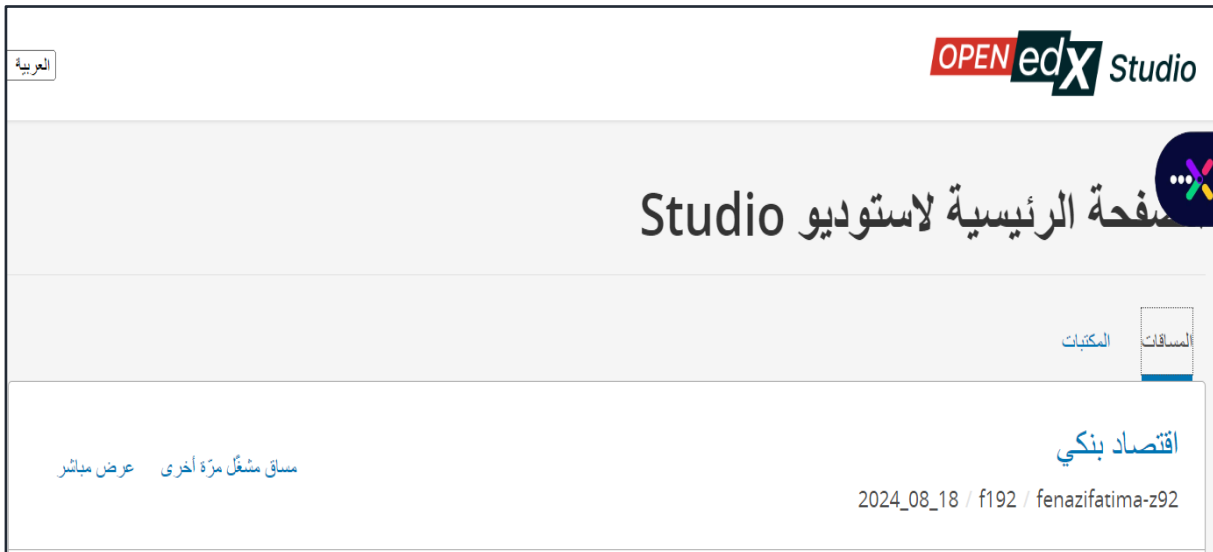 OPEN edX Studio
العربية
فحة الرئيسية لاستوديو Studio
المساقات المكتبات
اقتصاد بنكي
مساق مشغّل مرّة أخرى عرض مباشر
2024_08_18 / f192 / fenazifatima-z92